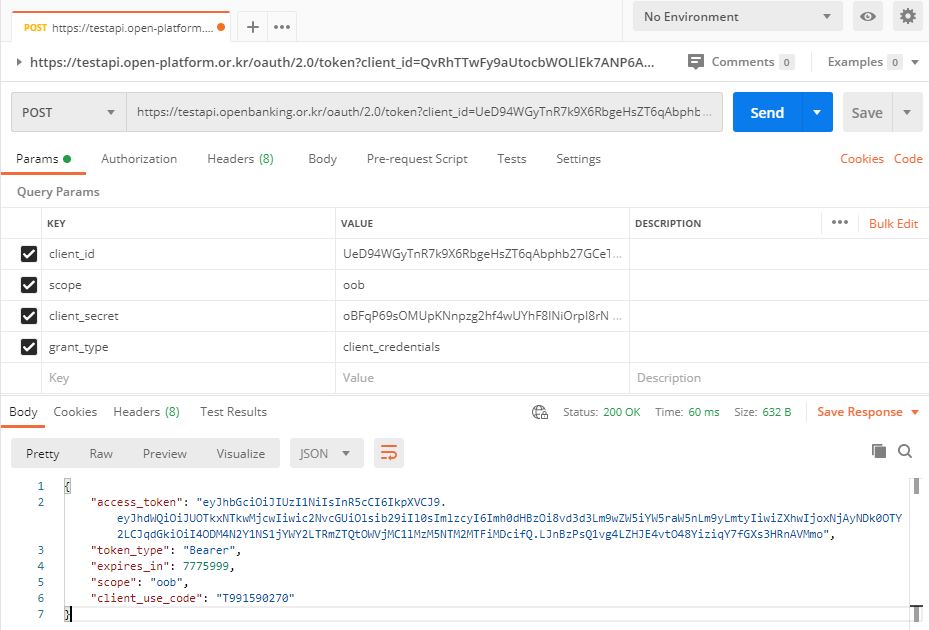 POST https://testapi.open-platform.... + ••• No Environment
https://testapi.open-platform.or.kr/oauth/2.0/token?client_id=QvRhTTwFy9aUtocbWOLlEk7ANP6A... Comments 0 Examples 0
POST https://testapi.openbanking.or.kr/oauth/2.0/token?client_id=UeD94WGyTnR7k9X6RbgeHsZT6qAbphb... Send Save
Params Authorization Headers (8) Body Pre-request Script Tests Settings Cookies Code
Query Params
KEY VALUE DESCRIPTION ••• Bulk Edit
client_id UeD94WGyTnR7k9X6RbgeHsZT6qAbphb27GCeT...
scope oob
client_secret oBFqP69sOMUpKNnpzg2hf4wUYhF8lNiOrpI8rN ...
grant_type client_credentials
Key Value Description
Body Cookies Headers (8) Test Results Status: 200 OK Time: 60 ms Size: 632 B Save Response
Pretty Raw Preview Visualize JSON
1 {
2 "access_token": "eyJhbGciOiJIUzI1NiIsInR5cCI6IkpXVCJ9.
eyJhdWQiOiJUOTkxNTkwMjcwIiwic2NvcGUiOlsib29iIl0sImlzcyI6Imh0dHBzOi8vd3d3Lm9wZW5iYW5raW5nLm9yLmtyIiwiZXhwIjoxNjAyNDk0OTY
2LCJqdGkiOiI4ODM4N2Y1NS1jYWY2LTRmZTQtOWVjMC1lMzM5NTM2MTFiMDcifQ.LJnBzPsQ1vg4LZHJE4vtO48YiziqY7fGXs3HRnAVMmo",
3 "token_type": "Bearer",
4 "expires_in": 7775999,
5 "scope": "oob",
6 "client_use_code": "T991590270"
7 }